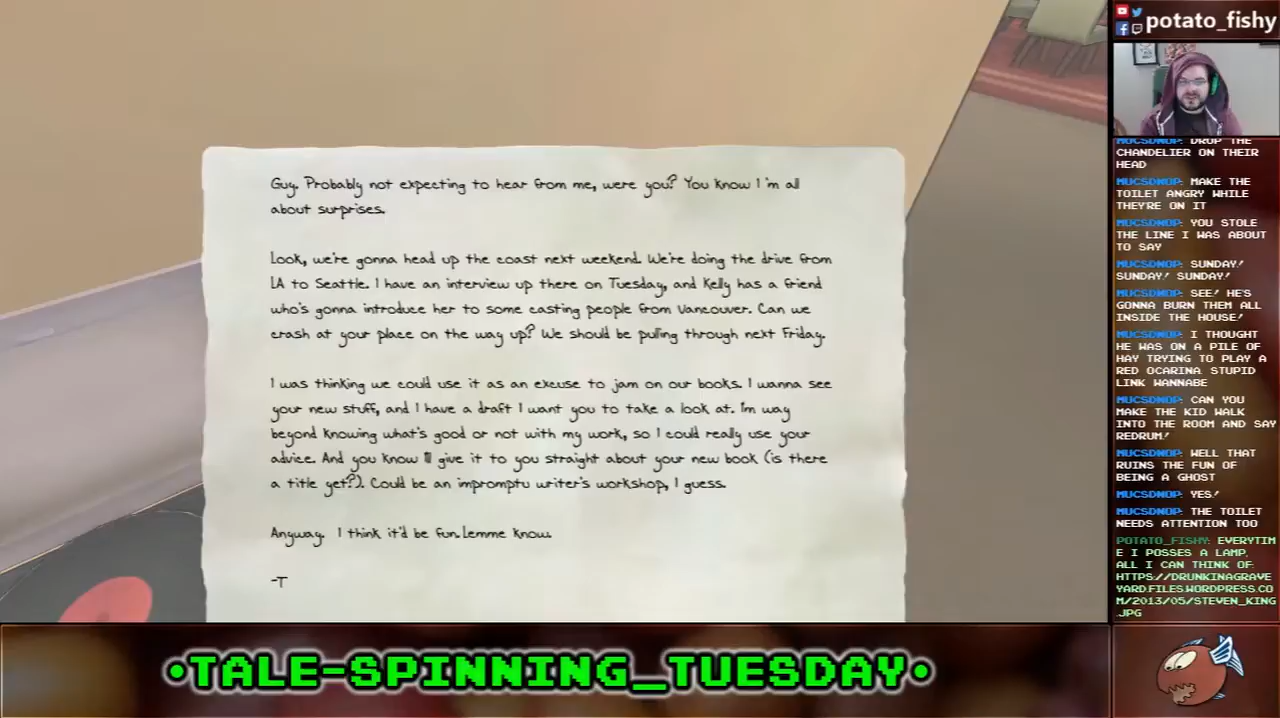 potato_fishy
Guy. Probably not expecting to hear from me, were you? You know I'm all
about surprises.
Look, we're gonna head up the coast next weekend. We're doing the drive from
LA to Seattle. I have an interview up there on Tuesday, and Kelly has a friend
who's gonna introduce her to some casting people from Vancouver. Can we
crash at your place on the way up? We should be pulling through next Friday.
I was thinking we could use it as an excuse to jam on our books. I wanna see
your new stuff, and I have a draft I want you to take a look at. I'm way
beyond knowing what's good or not with my work, so I could really use your
advice. And you know I'll give it to you straight about your new book (is there
a title yet?). Could be an impromptu writer's workshop, I guess.
Anyway. I think it'd be fun. lemme know.
-T
MUCSDNOP: DROP THE
CHANDELIER ON THEIR
HEAD
MUCSDNOP: MAKE THE
TOILET ANGRY WHILE
THEY'RE ON IT
MUCSDNOP: YOU STOLE
THE LINE I WAS ABOUT
TO SAY
MUCSDNOP: SUNDAY!
SUNDAY! SUNDAY!
MUCSDNOP: SEE! HE'S
GONNA BURN THEM ALL
INSIDE THE HOUSE!
MUCSDNOP: I THOUGHT
HE WAS ON A PILE OF
HAY TRYING TO PLAY A
RED OCARINA STUPID
LINK WANNABE
MUCSDNOP: CAN YOU
MAKE THE KID WALK
INTO THE ROOM AND SAY
REDRUM!
MUCSDNOP: WELL THAT
RUINS THE FUN OF
BEING A GHOST
MUCSDNOP: YES!
MUCSDNOP: THE TOILET
NEEDS ATTENTION TOO
POTATO_FISHY: EVERYTIM
E I POSSES A LAMP,
ALL I CAN THINK OF:
HTTPS://DRUNKINAGRAVE
YARD.FILES.WORDPRESS.CO
M/2013/05/STEVEN_KING
.JPG
•TALE-SPINNING_TUESDAY•